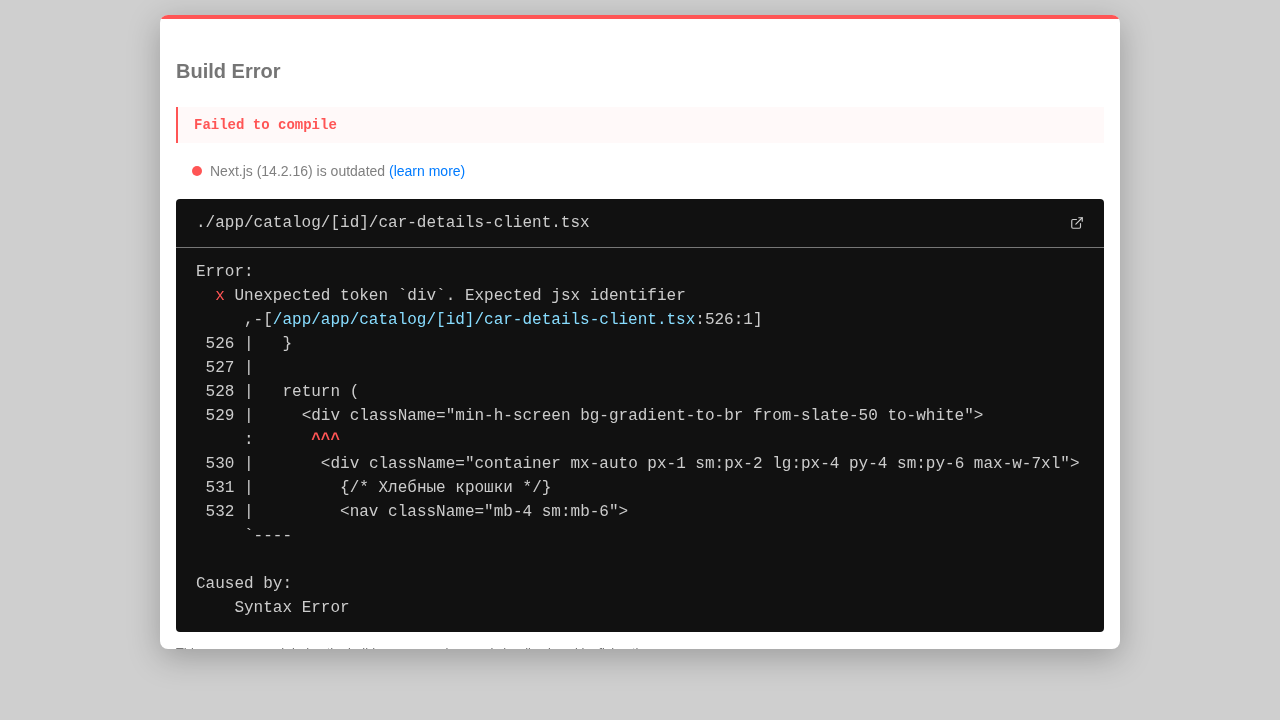 Build Error
Failed to compile
Next.js (14.2.16) is outdated (learn more)
./app/catalog/[id]/car-details-client.tsx
Error:
  x Unexpected token `div`. Expected jsx identifier
     ,-[/app/app/catalog/[id]/car-details-client.tsx:526:1]
 526 |   }
 527 |
 528 |   return (
 529 |     <div className="min-h-screen bg-gradient-to-br from-slate-50 to-white">
     :      ^^^
 530 |       <div className="container mx-auto px-1 sm:px-2 lg:px-4 py-4 sm:py-6 max-w-7xl">
 531 |         {/* Хлебные крошки */}
 532 |         <nav className="mb-4 sm:mb-6">
     `----
Caused by:
    Syntax Error